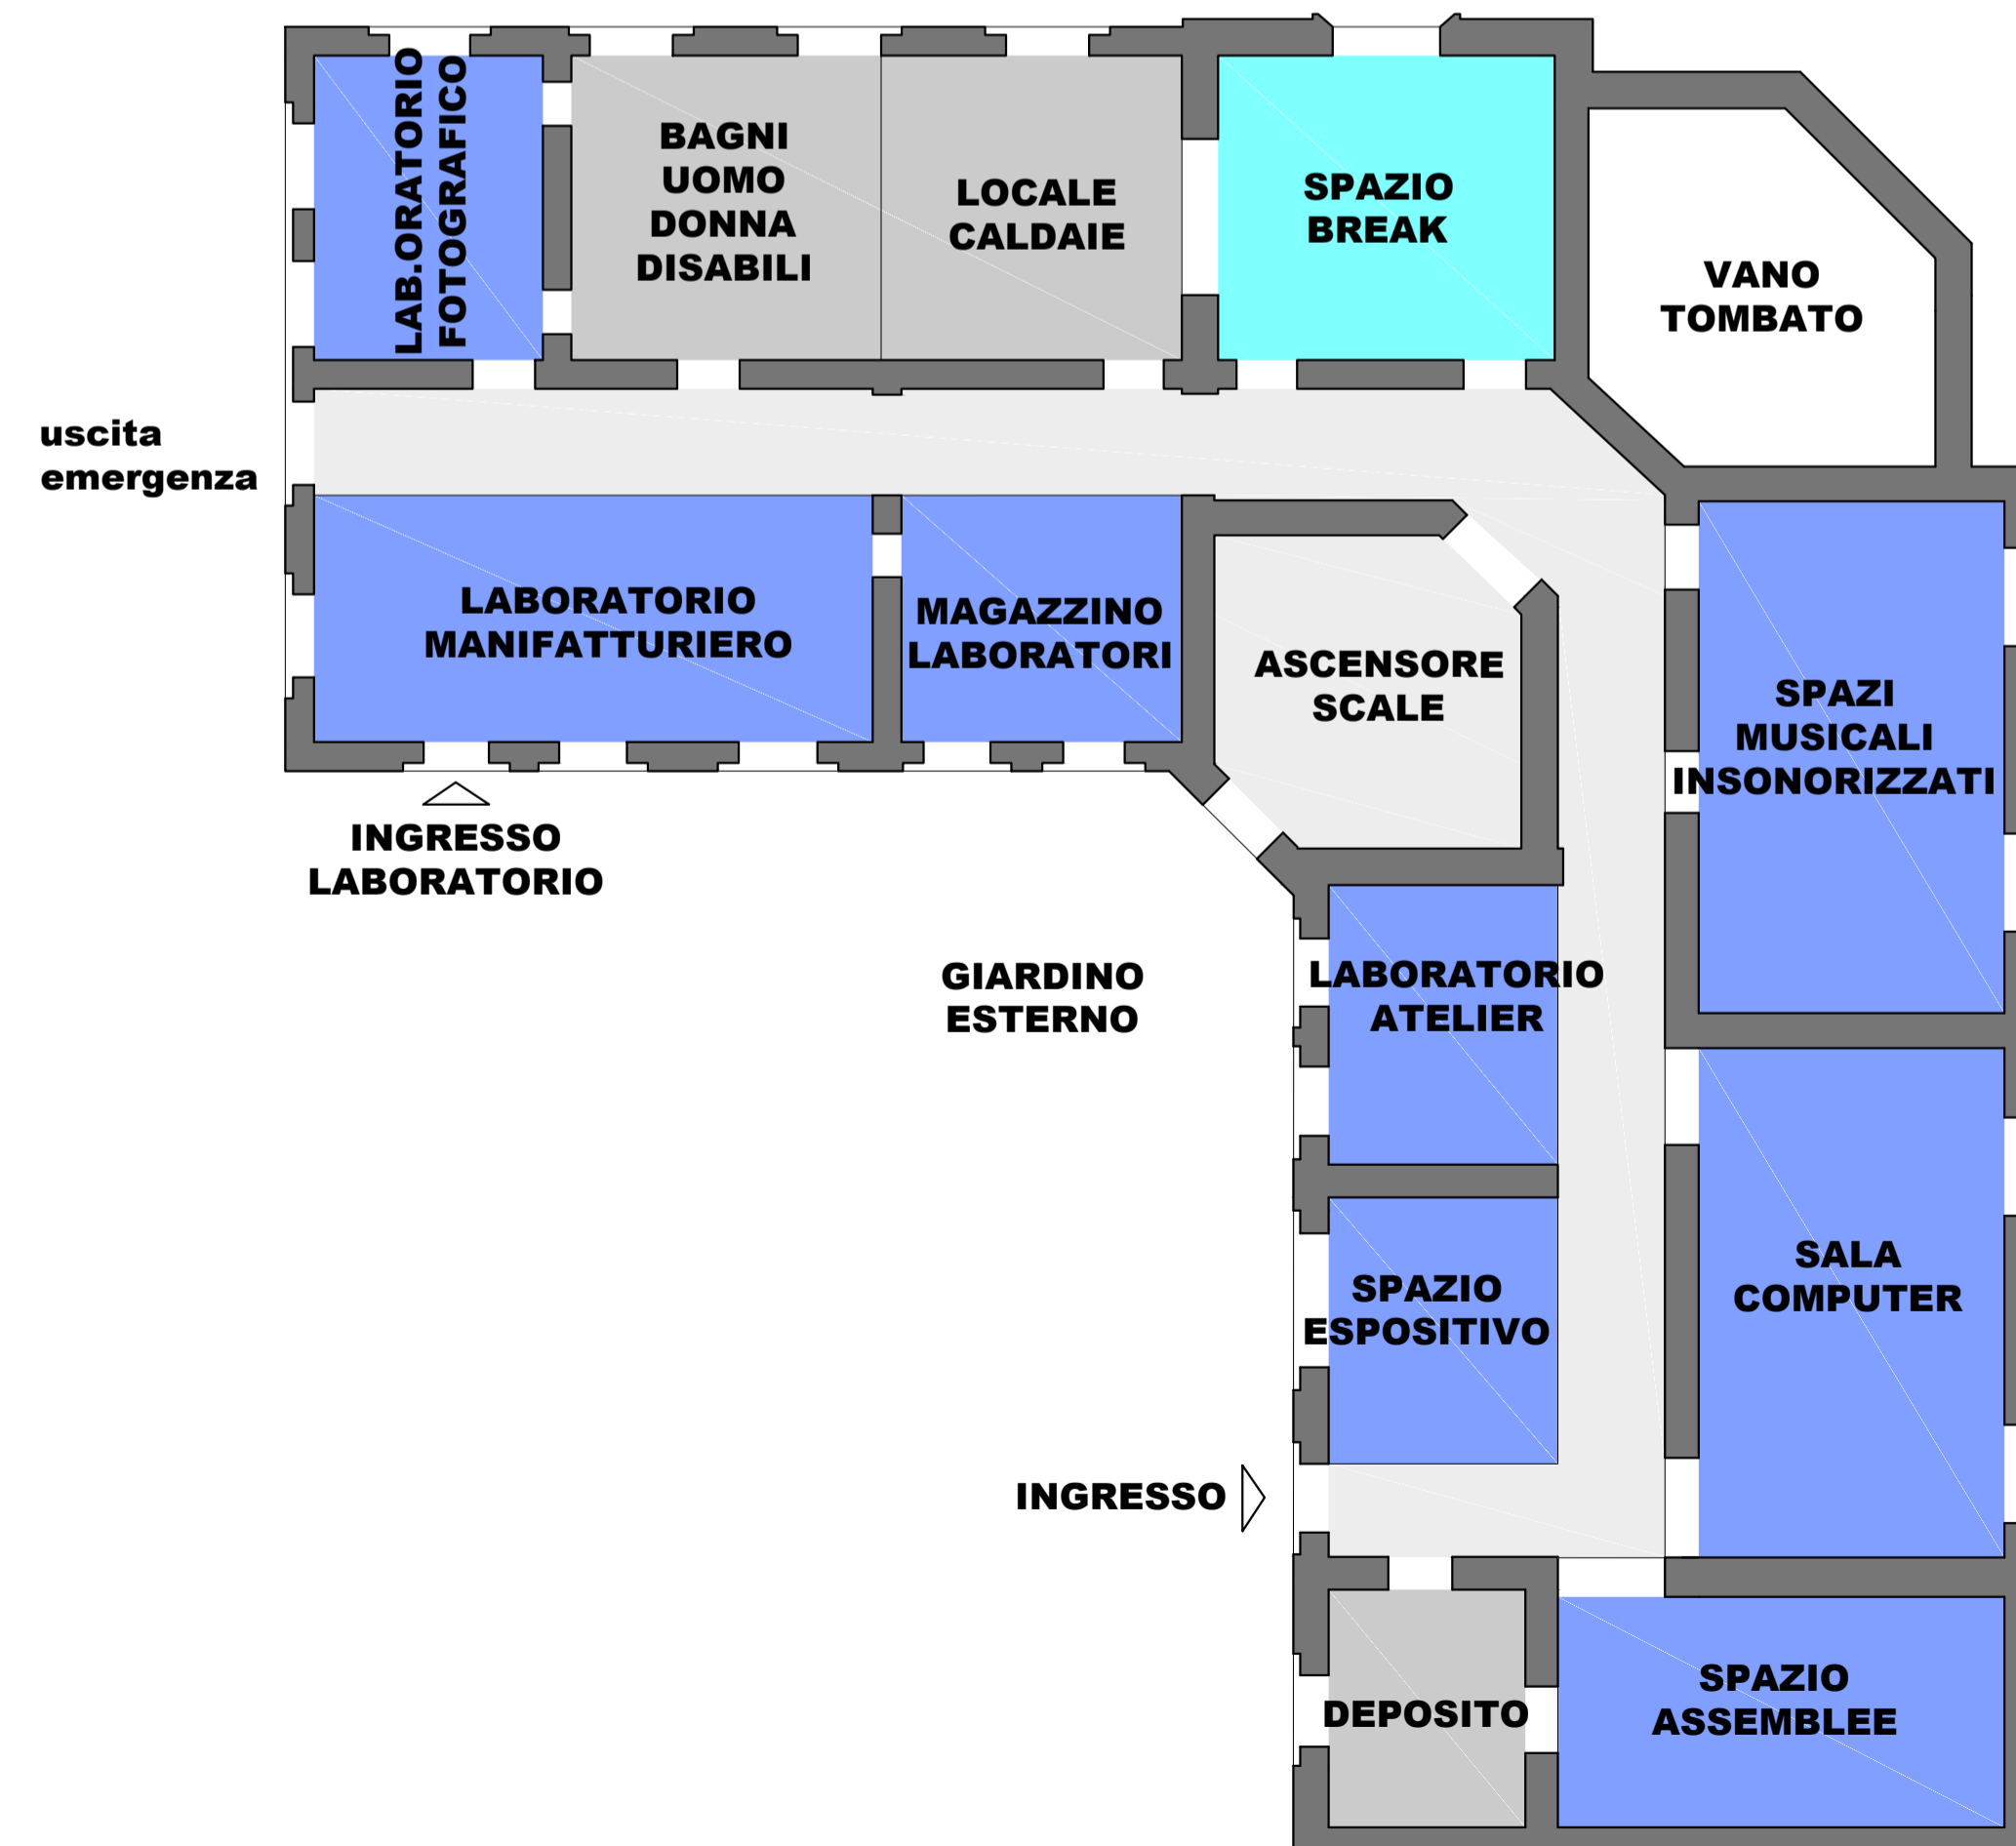 LAB.ORATORIO
FOTOGRAFICO
BAGNI
UOMO
DONNA
DISABILI
LOCALE
CALDAIE
SPAZIO
BREAK
VANO
TOMBATO
uscita
emergenza
LABORATORIO
MANIFATTURIERO
MAGAZZINO
LABORATORI
ASCENSORE
SCALE
SPAZI
MUSICALI
INSONORIZZATI
INGRESSO
LABORATORIO
GIARDINO
ESTERNO
LABORATORIO
ATELIER
SPAZIO
ESPOSITIVO
SALA
COMPUTER
INGRESSO
DEPOSITO
SPAZIO
ASSEMBLEE